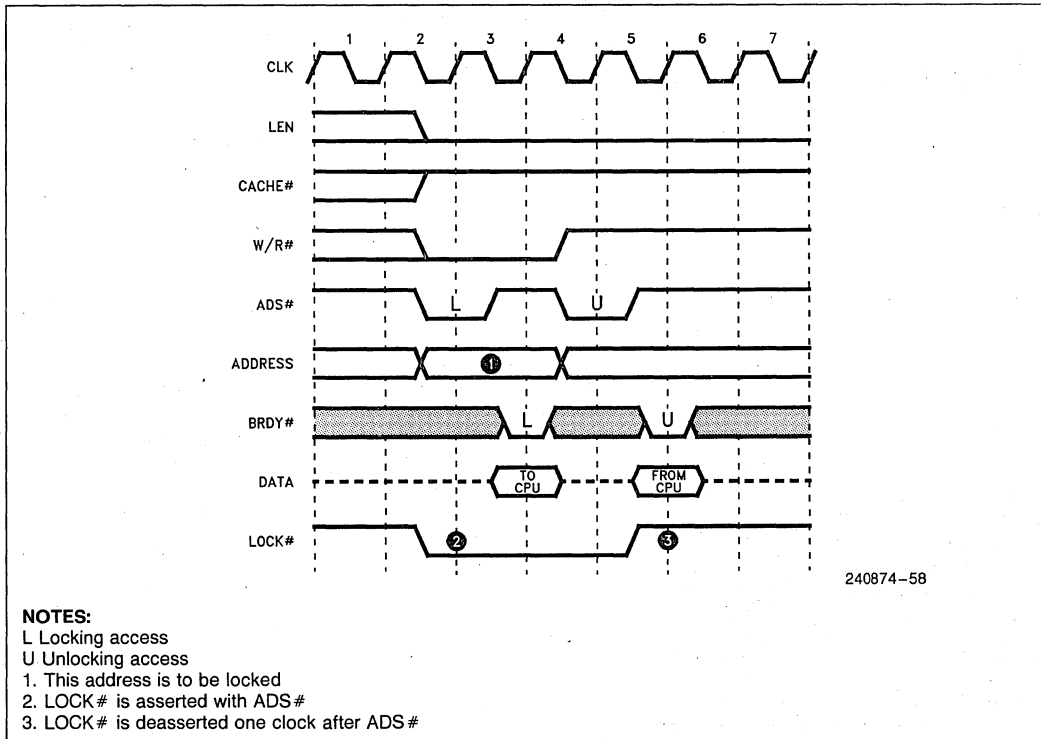 1 2 3 4 5 6 7
CLK
LEN
CACHE#
W/R#
ADS#
L U
ADDRESS
1
BRDY#
L U
DATA
TO CPU
FROM CPU
LOCK#
2 3
240874-58
NOTES:
L Locking access
U Unlocking access
1. This address is to be locked
2. LOCK# is asserted with ADS#
3. LOCK# is deasserted one clock after ADS#